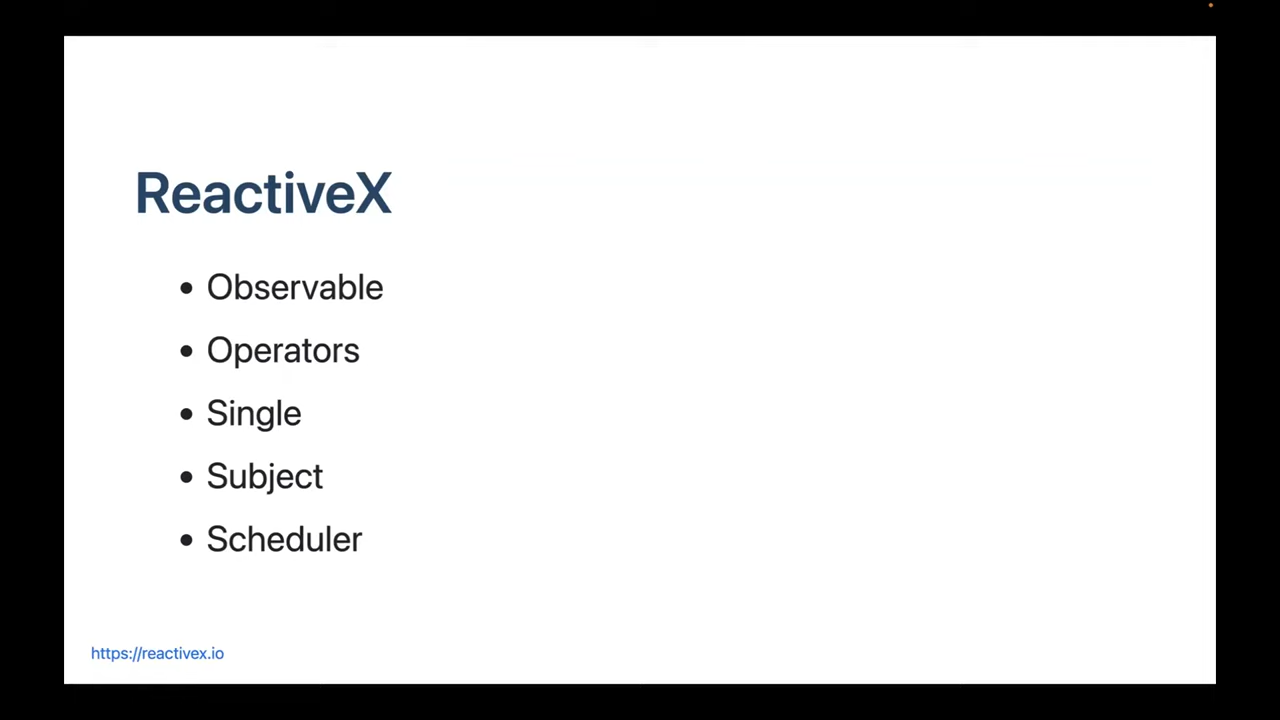 ReactiveX
• Observable
• Operators
• Single
• Subject
• Scheduler
https://reactivex.io